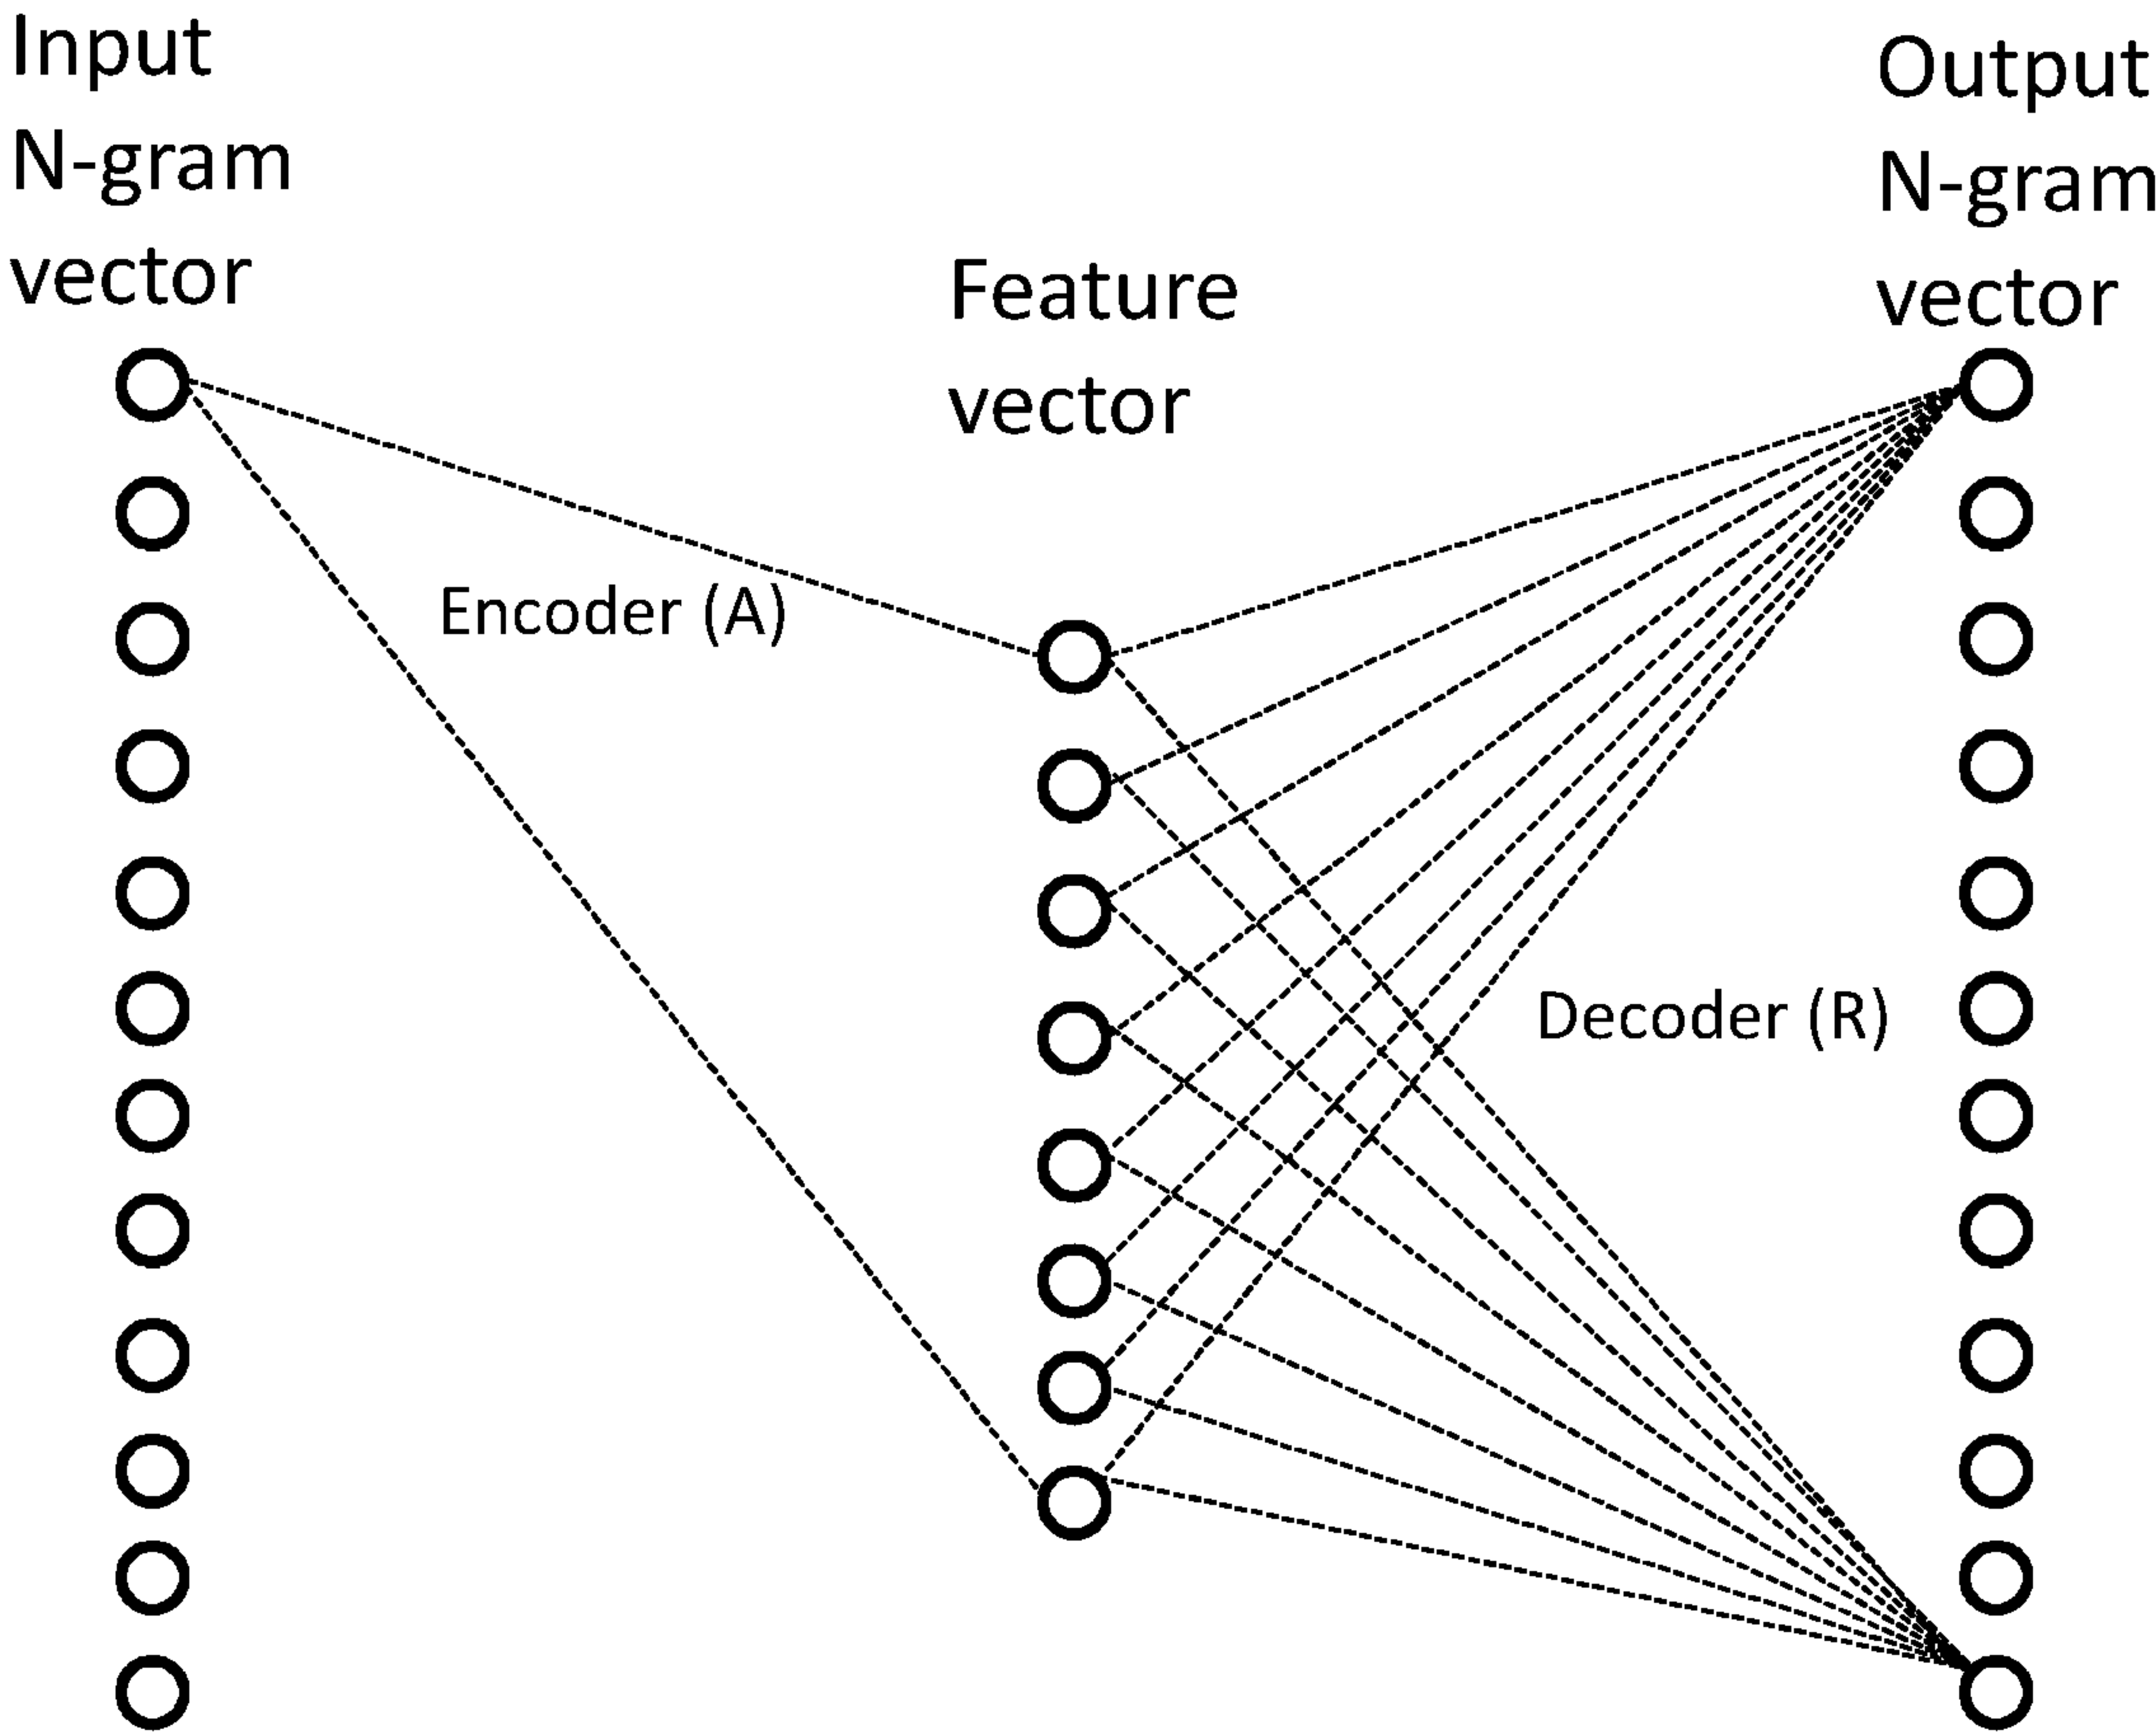 Input
N-gram
vector
Feature
vector
Output
N-gram
vector
Encoder (A)
Decoder (R)